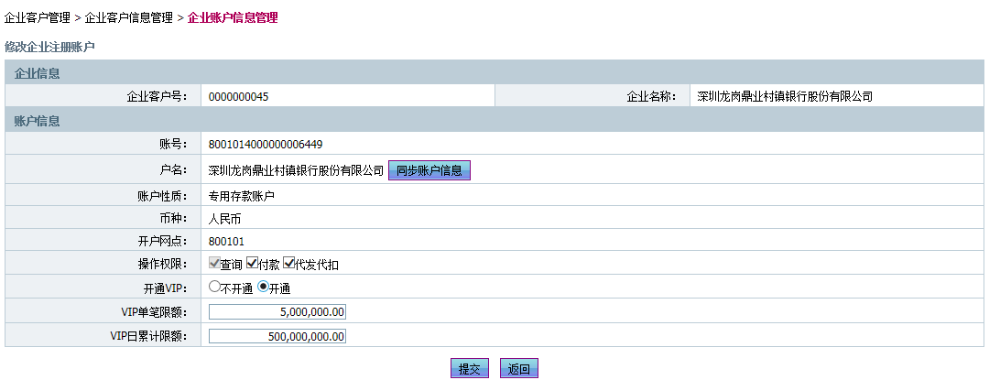 企业客户管理 > 企业客户信息管理 > 企业账户信息管理
修改企业注册账户
企业信息
企业客户号： 0000000045 企业名称： 深圳龙岗鼎业村镇银行股份有限公司
账户信息
账号： 8001014000000006449
户名： 深圳龙岗鼎业村镇银行股份有限公司 同步账户信息
账户性质： 专用存款账户
币种： 人民币
开户网点： 800101
操作权限： 查询 付款 代发代扣
开通VIP： 不开通 开通
VIP单笔限额： 5,000,000.00
VIP日累计限额： 500,000,000.00
提交 返回